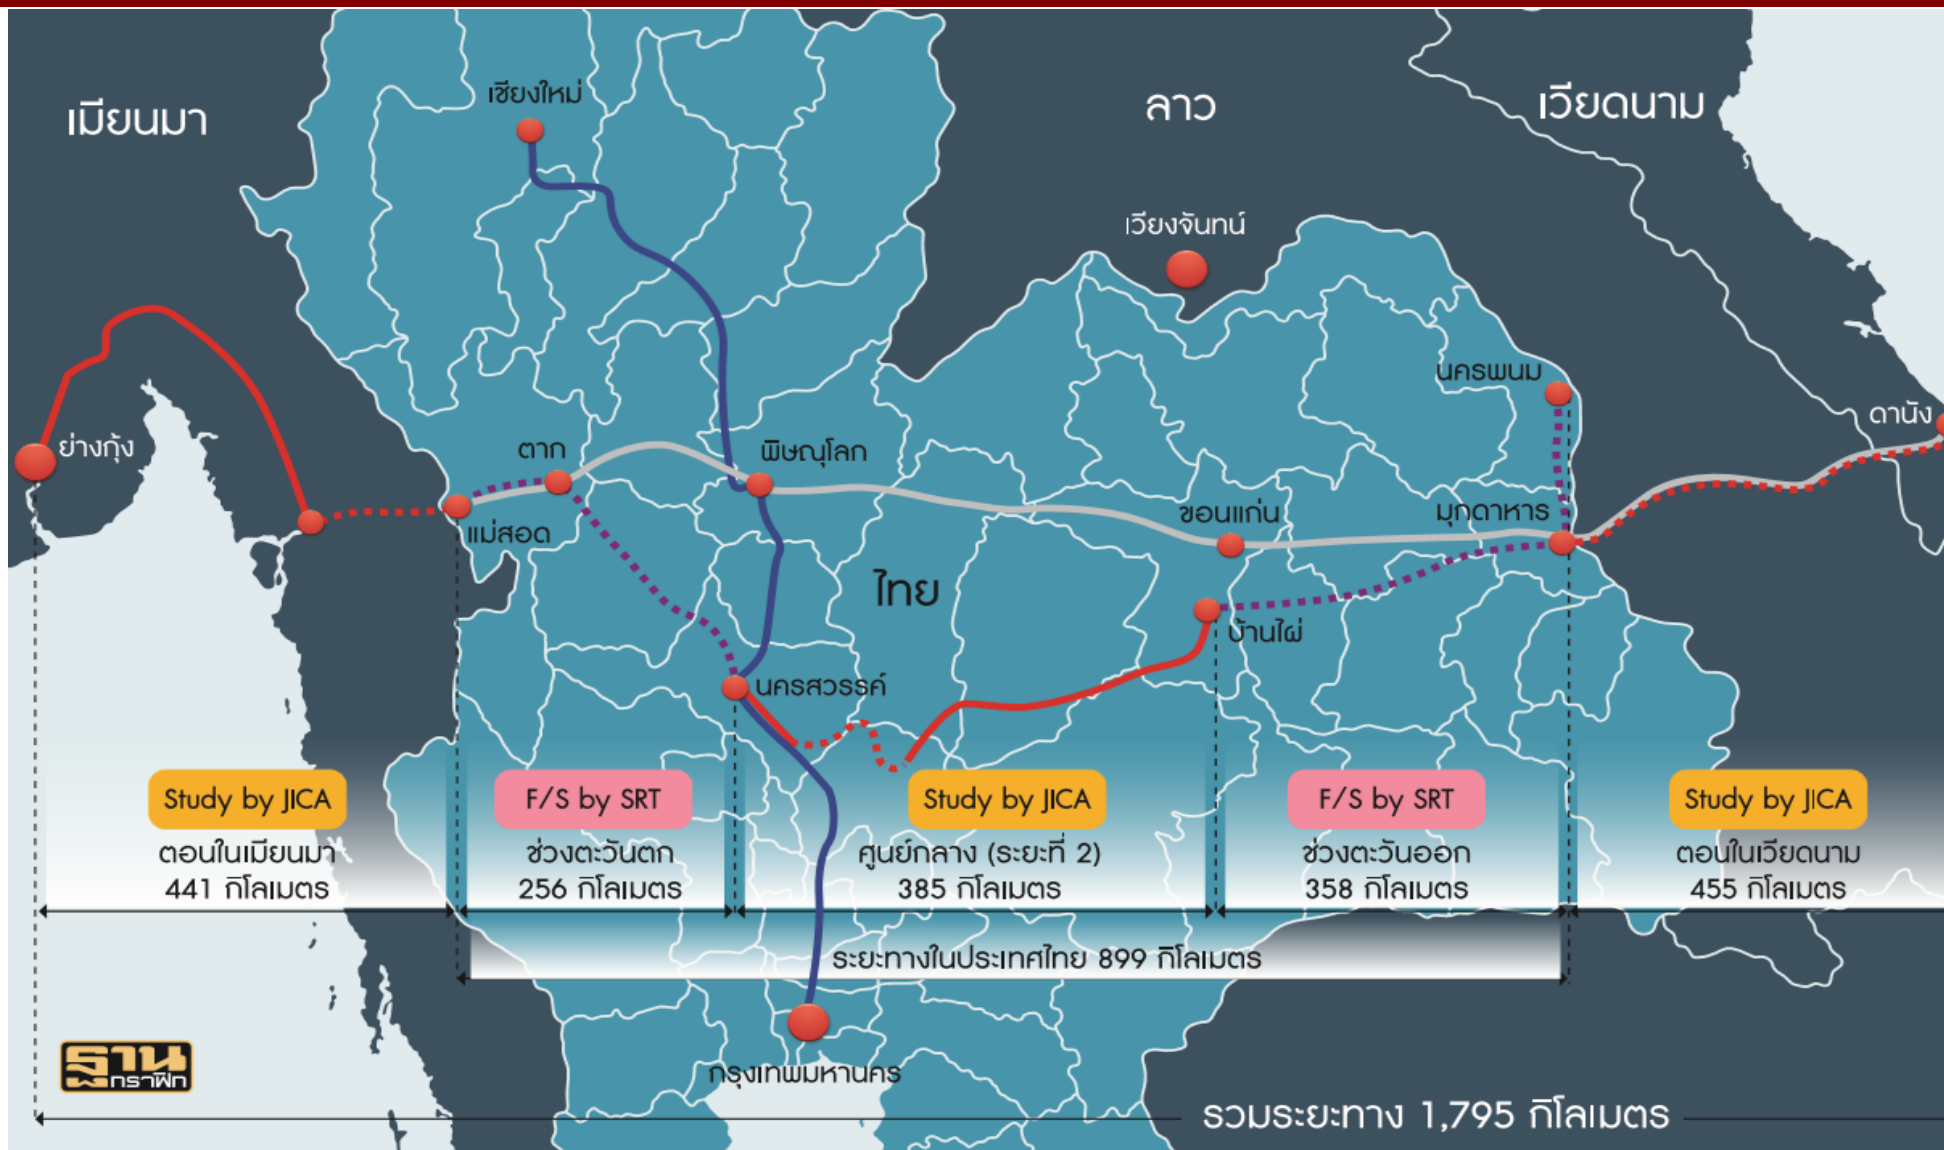 เมียนมา
เชียงใหม่
ลาว
เวียดนาม
เวียงจันทน์
นครพนม
ดานัง
ย่างกุ้ง
ตาก
พิษณุโลก
ขอนแก่น
มุกดาหาร
แม่สอด
ไทย
บ้านไผ่
นครสวรรค์
Study by JICA
ตอนในเมียนมา
441 กิโลเมตร
F/S by SRT
ช่วงตะวันตก
256 กิโลเมตร
Study by JICA
ศูนย์กลาง (ระยะที่ 2)
385 กิโลเมตร
F/S by SRT
ช่วงตะวันออก
358 กิโลเมตร
Study by JICA
ตอนในเวียดนาม
455 กิโลเมตร
ระยะทางในประเทศไทย 899 กิโลเมตร
ฐาน
กราฟิก
กรุงเทพมหานคร
รวมระยะทาง 1,795 กิโลเมตร